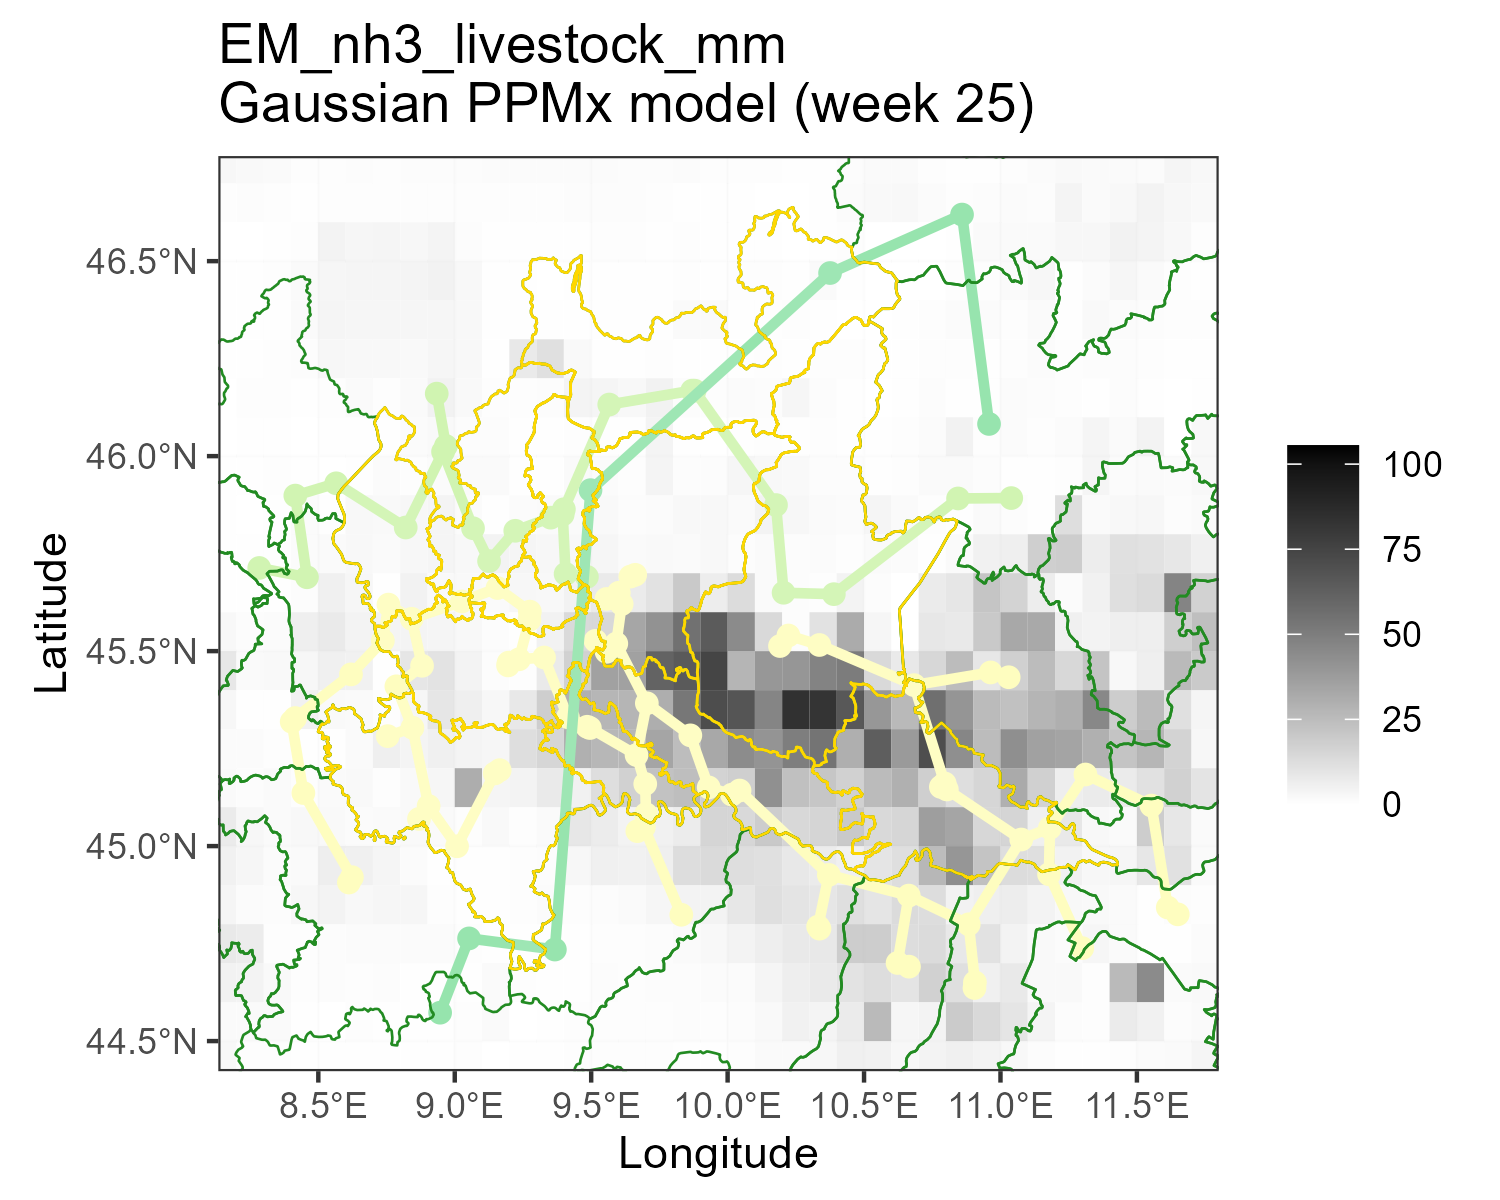 EM_nh3_livestock_mm
Gaussian PPMx model (week 25)
46.5°N
46.0°N
45.5°N
45.0°N
44.5°N
Latitude
8.5°E 9.0°E 9.5°E 10.0°E 10.5°E 11.0°E 11.5°E
Longitude
100
75
50
25
0